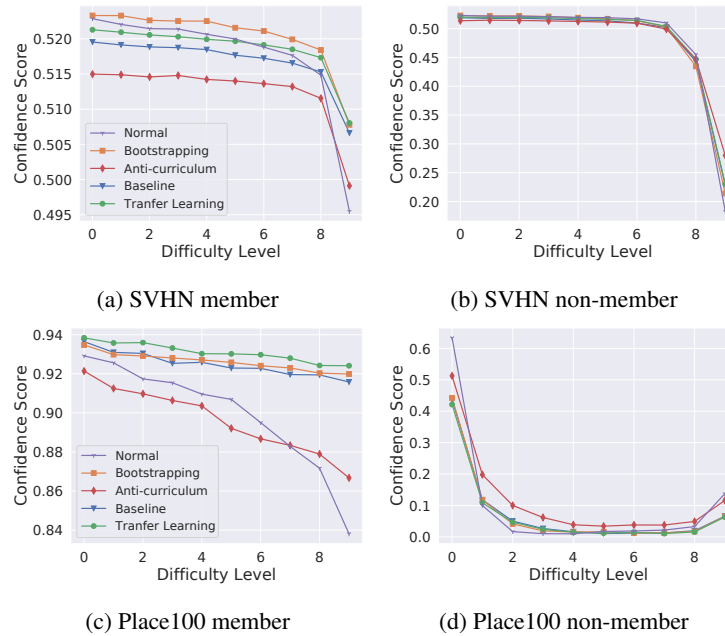 0.520
0.515
0.510
0.505
0.500
0.495
Confidence Score
Normal
Bootstrapping
Anti-curriculum
Baseline
Tranfer Learning
0 2 4 6 8
Difficulty Level
(a) SVHN member
0.50
0.45
0.40
0.35
0.30
0.25
0.20
Confidence Score
0 2 4 6 8
Difficulty Level
(b) SVHN non-member
0.94
0.92
0.90
0.88
0.86
0.84
Confidence Score
Normal
Bootstrapping
Anti-curriculum
Baseline
Tranfer Learning
0 2 4 6 8
Difficulty Level
(c) Place100 member
0.6
0.5
0.4
0.3
0.2
0.1
0.0
Confidence Score
0 2 4 6 8
Difficulty Level
(d) Place100 non-member